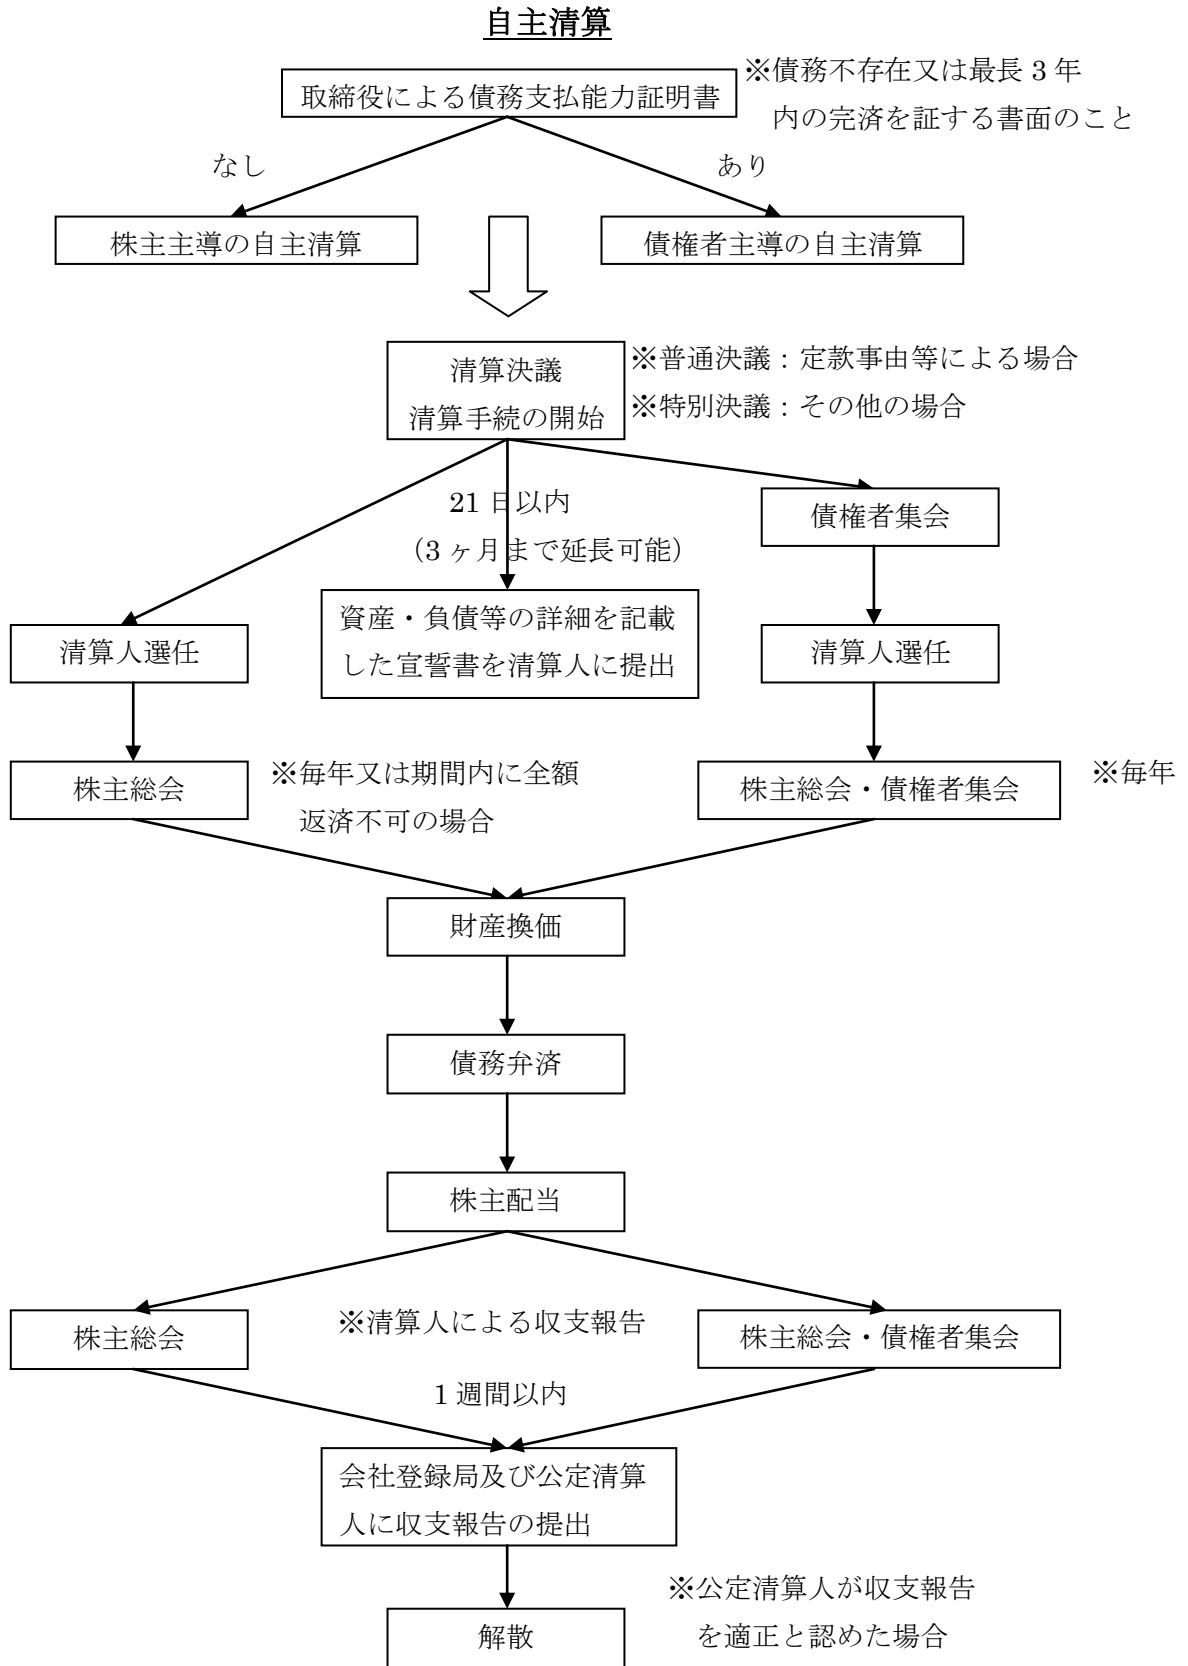 自主清算
取締役による債務支払能力証明書
※債務不存在又は最長 3 年
内の完済を証する書面のこと
なし
あり
株主主導の自主清算
債権者主導の自主清算
清算決議
清算手続の開始
※普通決議：定款事由等による場合
※特別決議：その他の場合
21 日以内
（3 ヶ月まで延長可能）
債権者集会
資産・負債等の詳細を記載
した宣誓書を清算人に提出
清算人選任
清算人選任
株主総会
※毎年又は期間内に全額
返済不可の場合
株主総会・債権者集会
※毎年
財産換価
債務弁済
株主配当
株主総会
※清算人による収支報告
株主総会・債権者集会
1 週間以内
会社登録局及び公定清算
人に収支報告の提出
※公定清算人が収支報告
を適正と認めた場合
解散